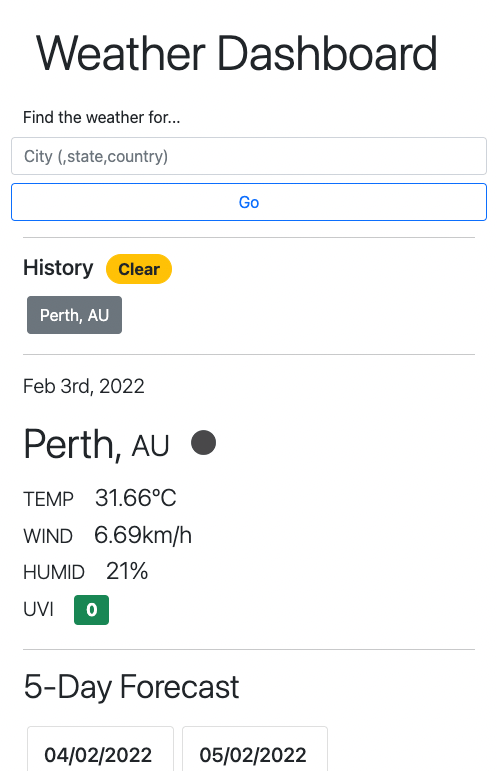 Weather Dashboard
Find the weather for...
City (,state,country)
Go
History Clear
Perth, AU
Feb 3rd, 2022
Perth, AU
TEMP 31.66°C
WIND 6.69km/h
HUMID 21%
UVI 0
5-Day Forecast
04/02/2022 05/02/2022